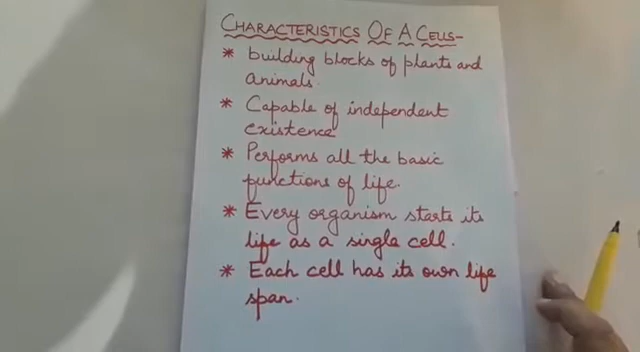 CHARACTERISTICS OF A CELLS-
* building blocks of plants and
animals.
* Capable of independent
existence
* Performs all the basic
functions of life.
* Every organism starts its
life as a single cell.
* Each cell has its own life
span.